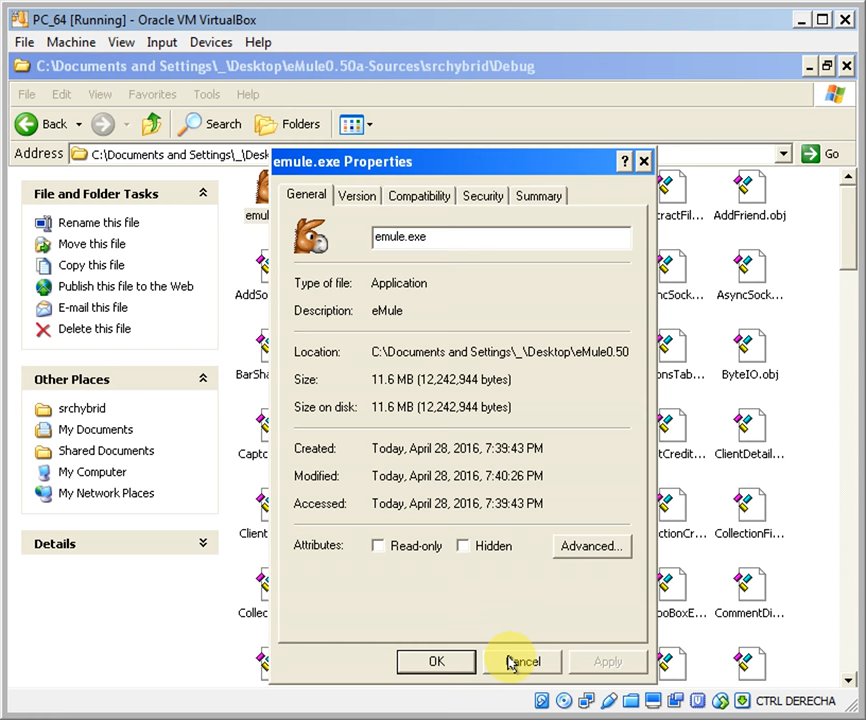 PC_64 [Running] - Oracle VM VirtualBox
File Machine View Input Devices Help
C:\Documents and Settings\_\Desktop\eMule0.50a-Sources\srchybrid\Debug
File Edit View Favorites Tools Help
Back Search Folders
Address C:\Documents and Settings\_\Desk Go
emule.exe Properties
General Version Compatibility Security Summary
emule.exe
Type of file: Application
Description: eMule
Location: C:\Documents and Settings\_\Desktop\eMule0.50
Size: 11.6 MB (12,242,944 bytes)
Size on disk: 11.6 MB (12,242,944 bytes)
Created: Today, April 28, 2016, 7:39:43 PM
Modified: Today, April 28, 2016, 7:40:26 PM
Accessed: Today, April 28, 2016, 7:39:43 PM
Attributes: Read-only Hidden Advanced...
OK Cancel Apply
File and Folder Tasks
Rename this file
Move this file
Copy this file
Publish this file to the Web
E-mail this file
Delete this file
Other Places
srchybrid
My Documents
Shared Documents
My Computer
My Network Places
Details
emul
AddSo
BarSha
Captc
Client
Collec
ractFil... AddFriend.obj
ncSock... AsyncSock...
onsTab... ByteIO.obj
tCredit... ClientDetail...
ctionCr... CollectionFi...
boBoxE... CommentDi...
CTRL DERECHA